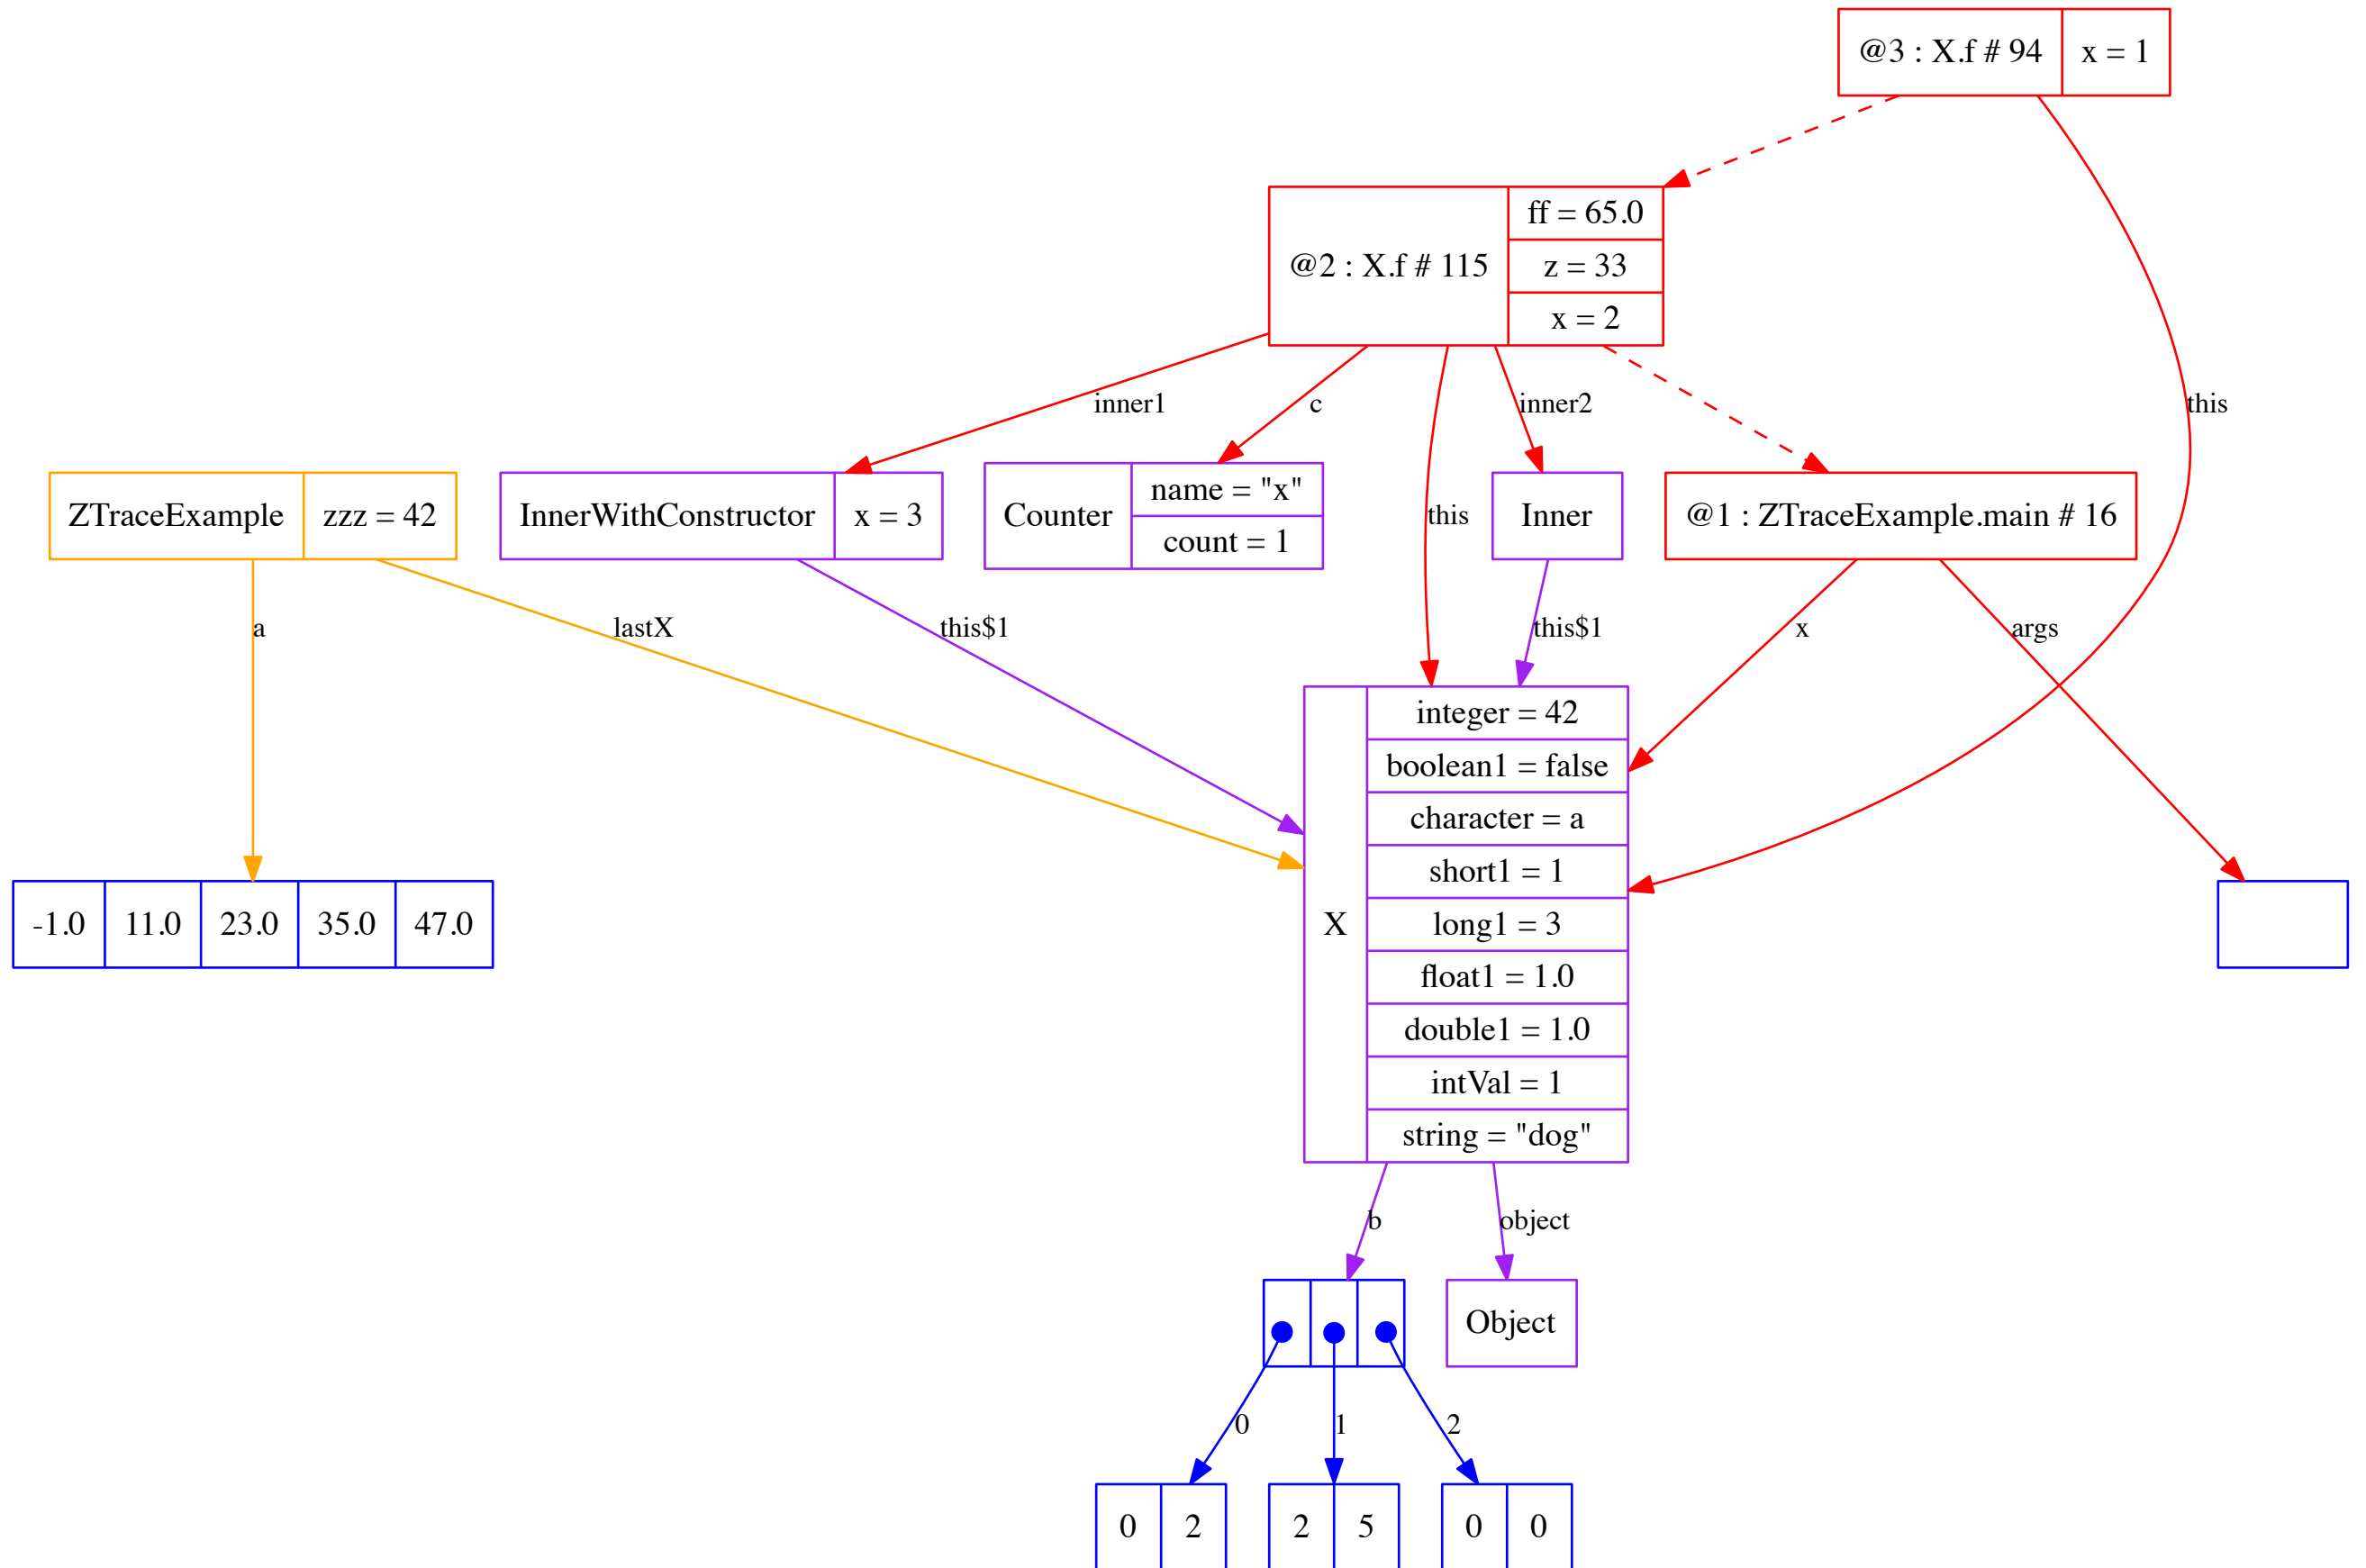 @3 : X.f # 94
x = 1
@2 : X.f # 115
ff = 65.0
z = 33
x = 2
inner1
c
inner2
this
ZTraceExample
zzz = 42
InnerWithConstructor
x = 3
Counter
name = "x"
count = 1
this
Inner
@1 : ZTraceExample.main # 16
a
lastX
this$1
this$1
x
args
X
integer = 42
boolean1 = false
character = a
short1 = 1
long1 = 3
float1 = 1.0
double1 = 1.0
intVal = 1
string = "dog"
-1.0
11.0
23.0
35.0
47.0
b
object
Object
0
1
2
0
2
2
5
0
0